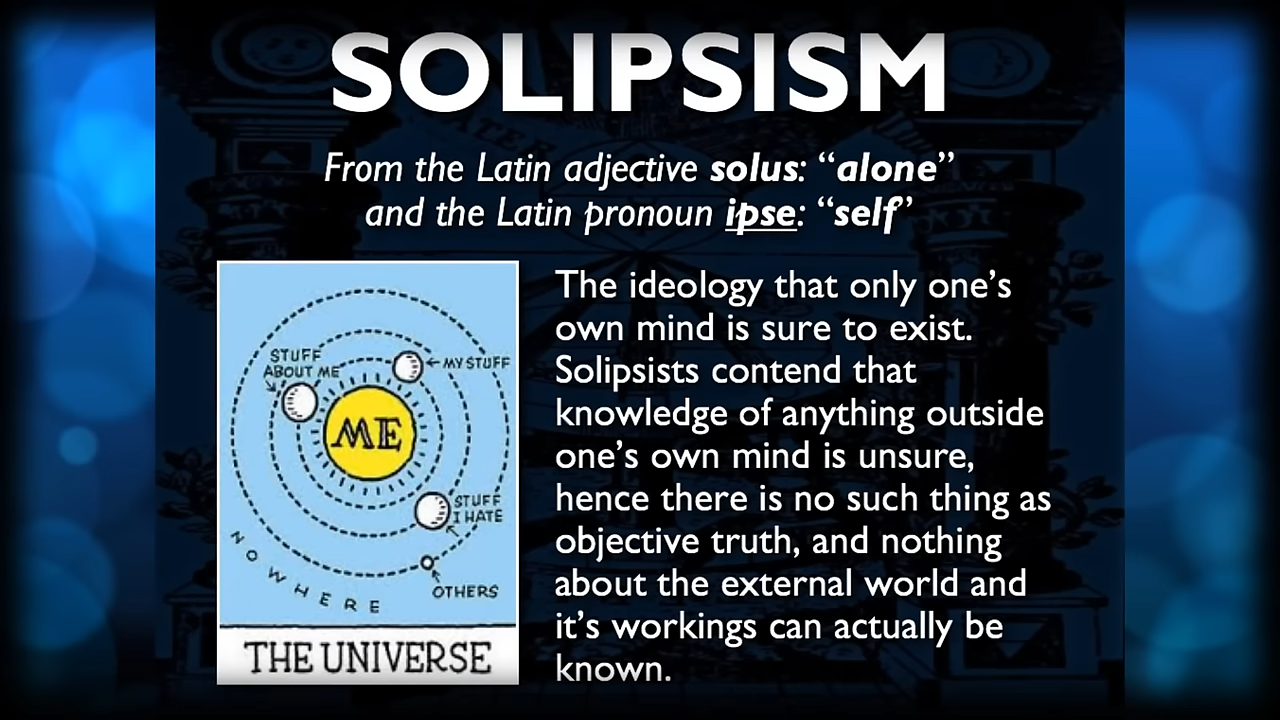 SOLIPSISM
From the Latin adjective solus: “alone”
and the Latin pronoun ipse: “self”
STUFF
ABOUT ME
MY STUFF
ME
STUFF
I HATE
OTHERS
NOWHERE
THE UNIVERSE
The ideology that only one’s
own mind is sure to exist.
Solipsists contend that
knowledge of anything outside
one’s own mind is unsure,
hence there is no such thing as
objective truth, and nothing
about the external world and
it’s workings can actually be
known.